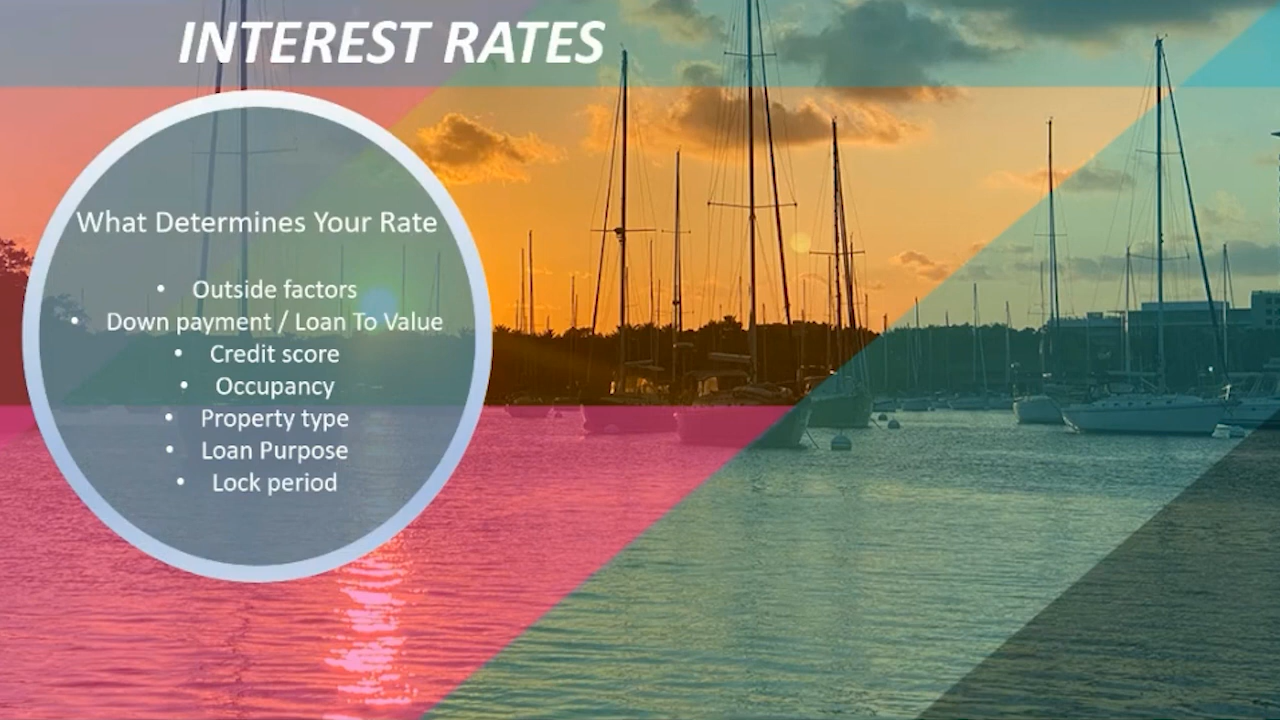 INTEREST RATES
What Determines Your Rate
• Outside factors
• Down payment / Loan To Value
• Credit score
• Occupancy
• Property type
• Loan Purpose
• Lock period